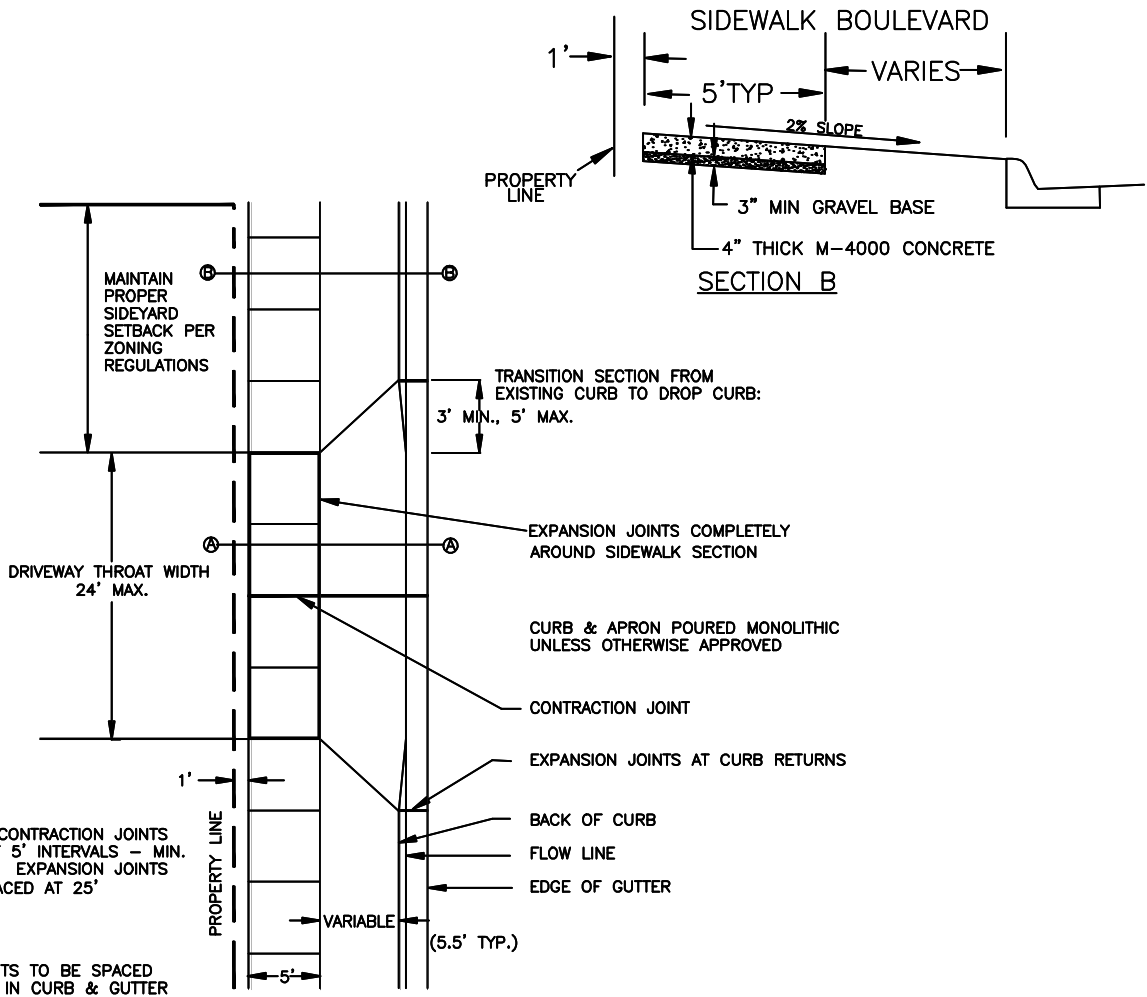 SIDEWALK BOULEVARD
1'
VARIES
5'TYP
2% SLOPE
PROPERTY
LINE
3" MIN GRAVEL BASE
4" THICK M-4000 CONCRETE
SECTION B
MAINTAIN
PROPER
SIDEYARD
SETBACK PER
ZONING
REGULATIONS
B
B
TRANSITION SECTION FROM
EXISTING CURB TO DROP CURB:
3' MIN., 5' MAX.
EXPANSION JOINTS COMPLETELY
AROUND SIDEWALK SECTION
A
A
DRIVEWAY THROAT WIDTH
24' MAX.
CURB & APRON POURED MONOLITHIC
UNLESS OTHERWISE APPROVED
CONTRACTION JOINT
EXPANSION JOINTS AT CURB RETURNS
1'
BACK OF CURB
FLOW LINE
EDGE OF GUTTER
PROPERTY LINE
CONTRACTION JOINTS
5' INTERVALS – MIN.
EXPANSION JOINTS
AT 25'
VARIABLE
(5.5' TYP.)
5'
TO BE SPACED
IN CURB & GUTTER